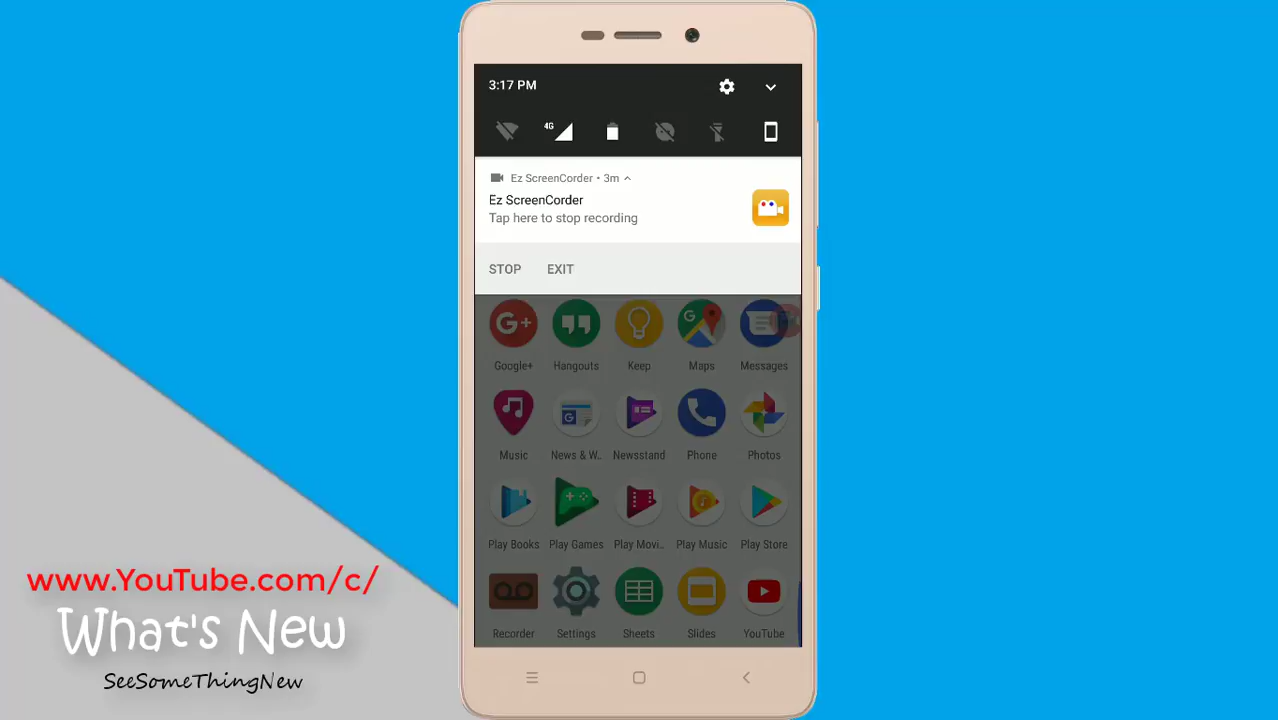 3:17 PM
4G
Ez ScreenCorder • 3m
Ez ScreenCorder
Tap here to stop recording
STOP EXIT
G+ G
Google+ Hangouts Keep Maps Messages
G
Music News & W.. Newsstand Phone Photos
Play Books Play Games Play Movi.. Play Music Play Store
Recorder Settings Sheets Slides YouTube
www.YouTube.com/c/
What's New
SeeSomeThingNew